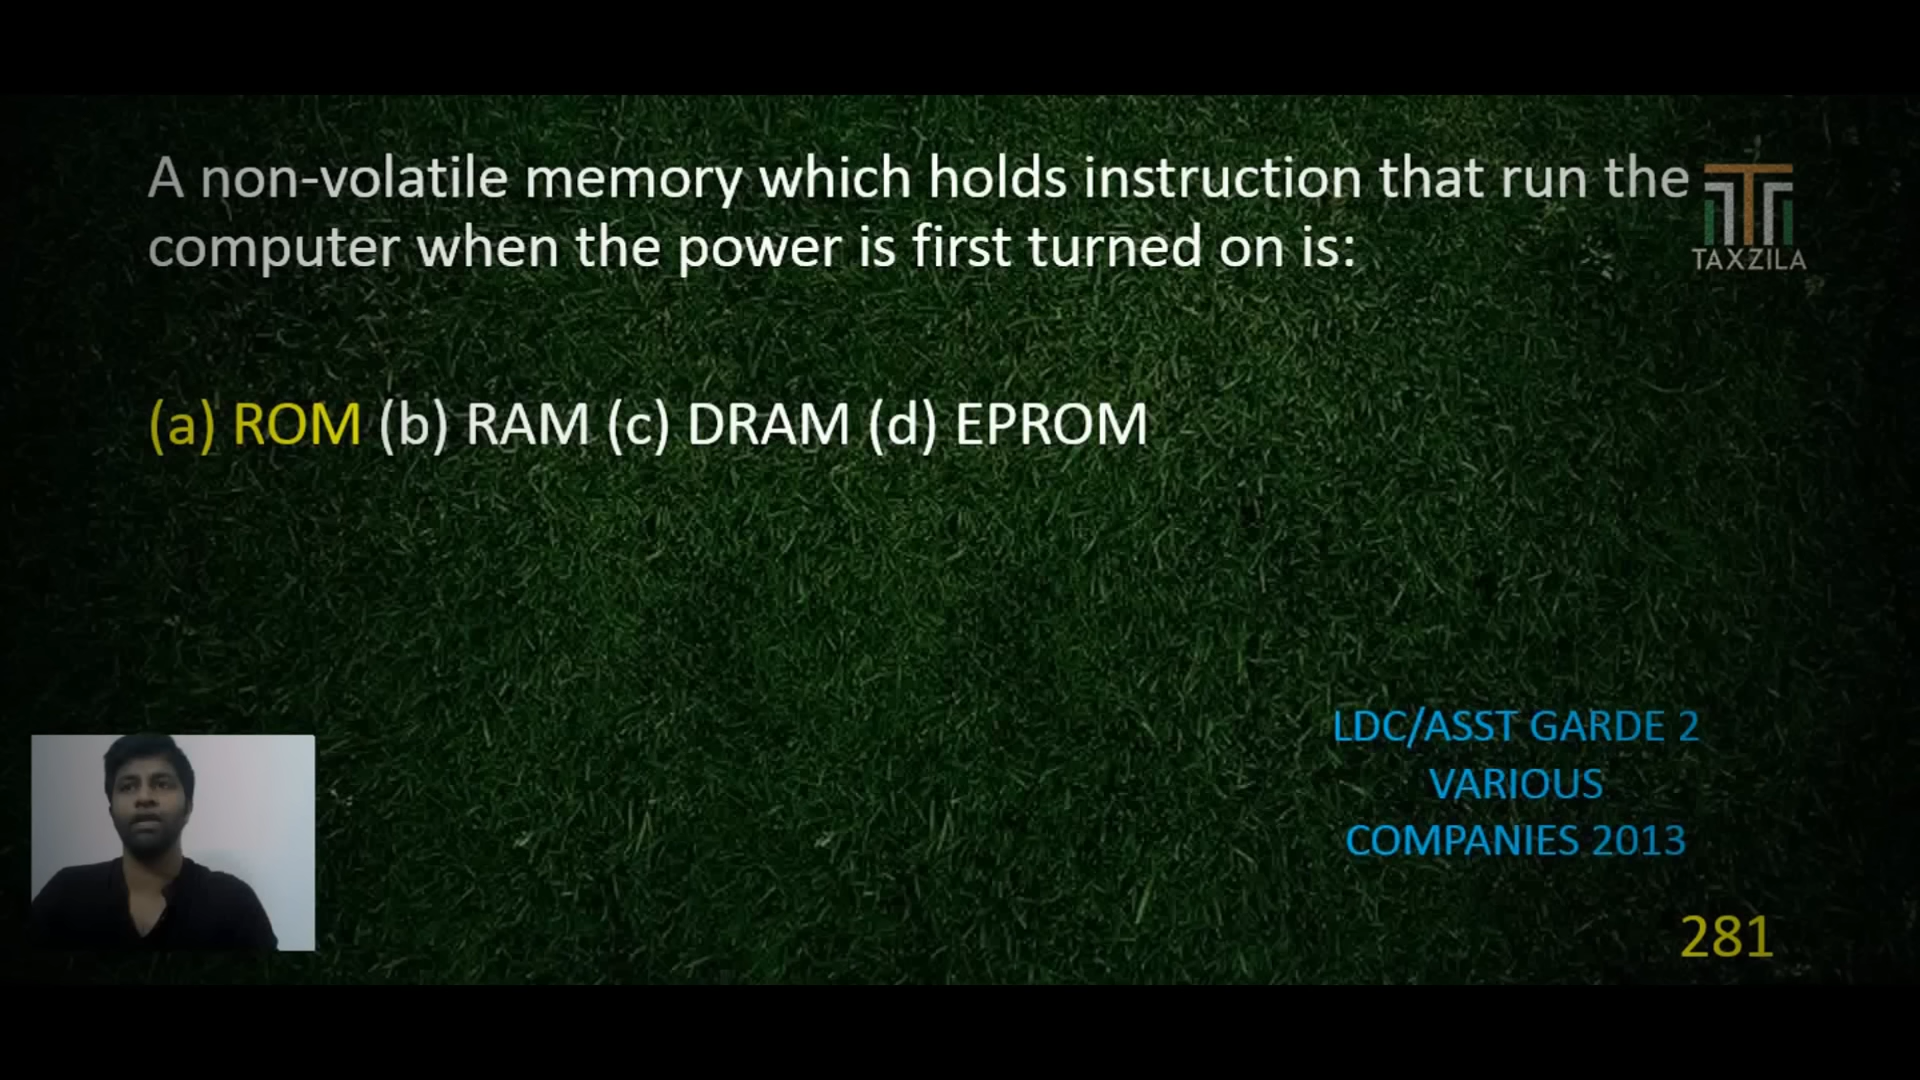 A non-volatile memory which holds instruction that run the
computer when the power is first turned on is:
TAXZILA
(a) ROM (b) RAM (c) DRAM (d) EPROM
LDC/ASST GARDE 2
VARIOUS
COMPANIES 2013
281